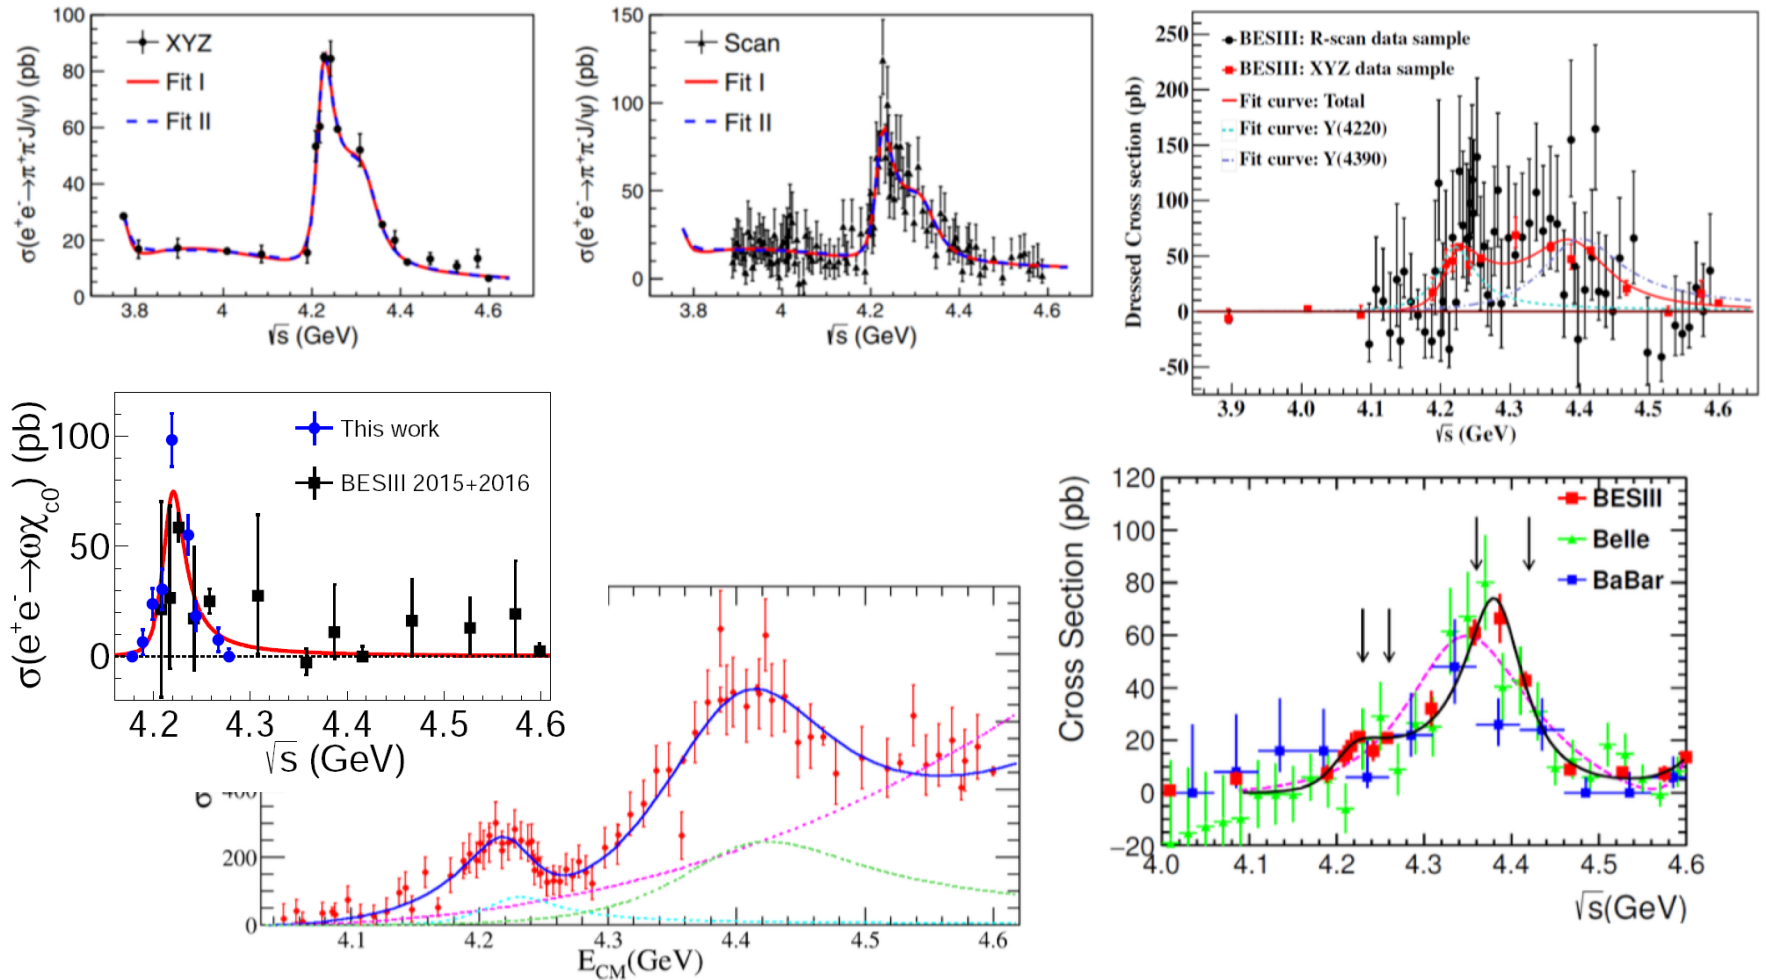 100
80
60
40
20
0
XYZ
Fit I
Fit II
σ(e⁺e⁻→π⁺π⁻J/ψ) (pb)
3.8 4 4.2 4.4 4.6
√s (GeV)
150
100
50
0
Scan
Fit I
Fit II
σ(e⁺e⁻→π⁺π⁻J/ψ) (pb)
3.8 4 4.2 4.4 4.6
√s (GeV)
250
200
150
100
50
0
-50
BESIII: R-scan data sample
BESIII: XYZ data sample
Fit curve: Total
Fit curve: Y(4220)
Fit curve: Y(4390)
Dressed Cross section (pb)
3.9 4.0 4.1 4.2 4.3 4.4 4.5 4.6
√s (GeV)
100
50
0
This work
BESIII 2015+2016
σ(e⁺e⁻→ωχc0) (pb)
4.2 4.3 4.4 4.5 4.6
√s (GeV)
σ
400
200
0
4.1 4.2 4.3 4.4 4.5 4.6
ECM(GeV)
120
100
80
60
40
20
0
−20
BESIII
Belle
BaBar
Cross Section (pb)
4.0 4.1 4.2 4.3 4.4 4.5 4.6
√s(GeV)